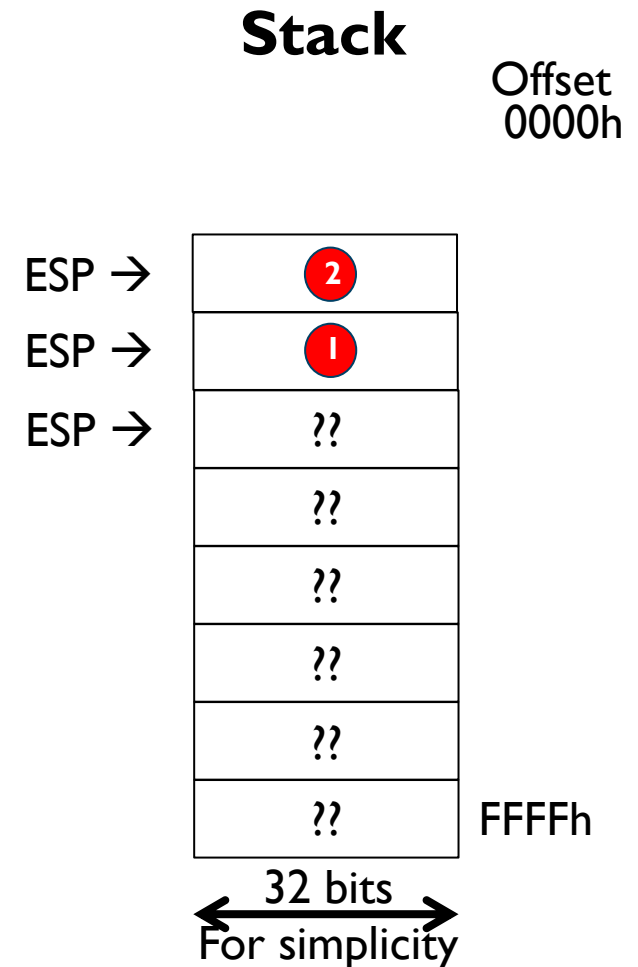 Stack
Offset
0000h
ESP → 2
ESP → 1
ESP → ??
??
??
??
??
?? FFFFh
32 bits
For simplicity